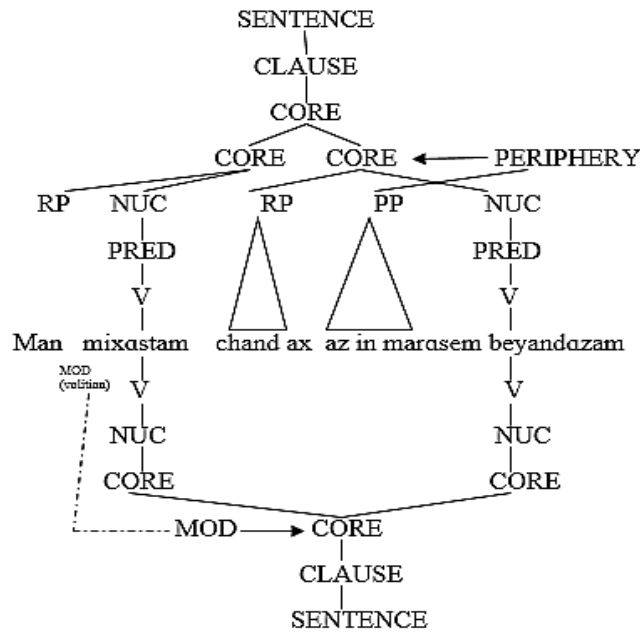 SENTENCE
CLAUSE
CORE
CORE CORE PERIPHERY
RP NUC RP PP NUC
PRED PRED
V V
Man mixastam chand ax az in marasem beyandazam
MOD
(volition)
V V
NUC NUC
CORE CORE
MOD CORE
CLAUSE
SENTENCE